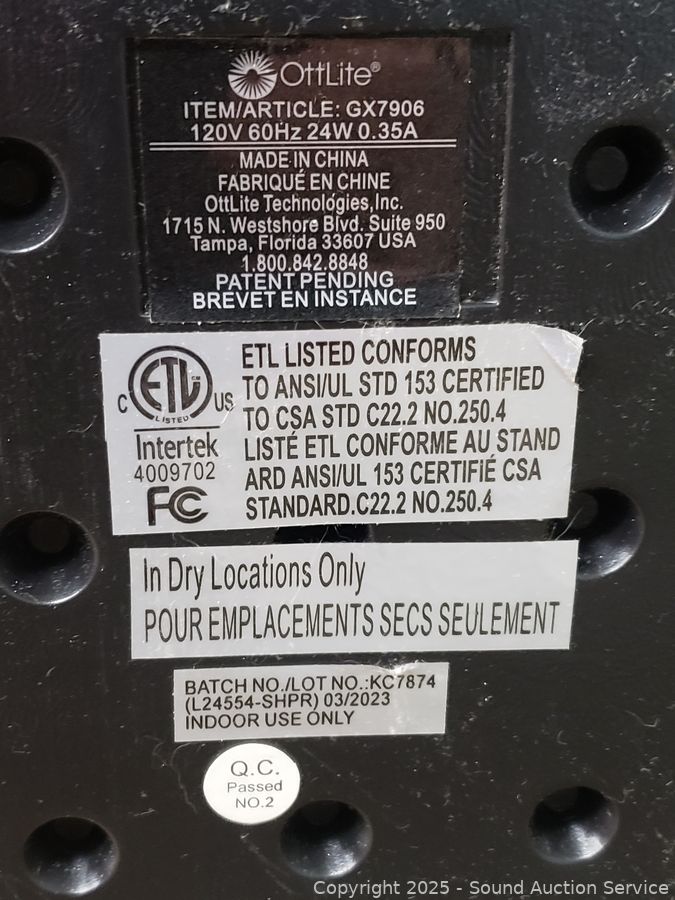 OttLite®
ITEM/ARTICLE: GX7906
120V 60Hz 24W 0.35A
MADE IN CHINA
FABRIQUÉ EN CHINE
OttLite Technologies,Inc.
1715 N. Westshore Blvd. Suite 950
Tampa, Florida 33607 USA
1.800.842.8848
PATENT PENDING
BREVET EN INSTANCE
ETL LISTED CONFORMS
TO ANSI/UL STD 153 CERTIFIED
TO CSA STD C22.2 NO.250.4
LISTÉ ETL CONFORME AU STAND
ARD ANSI/UL 153 CERTIFIÉ CSA
STANDARD.C22.2 NO.250.4
C ETL CM US
LISTED
Intertek
4009702
FC
In Dry Locations Only
POUR EMPLACEMENTS SECS SEULEMENT
BATCH NO./LOT NO.:KC7874
(L24554-SHPR) 03/2023
INDOOR USE ONLY
Q.C.
Passed
NO.2
Copyright 2025 - Sound Auction Service